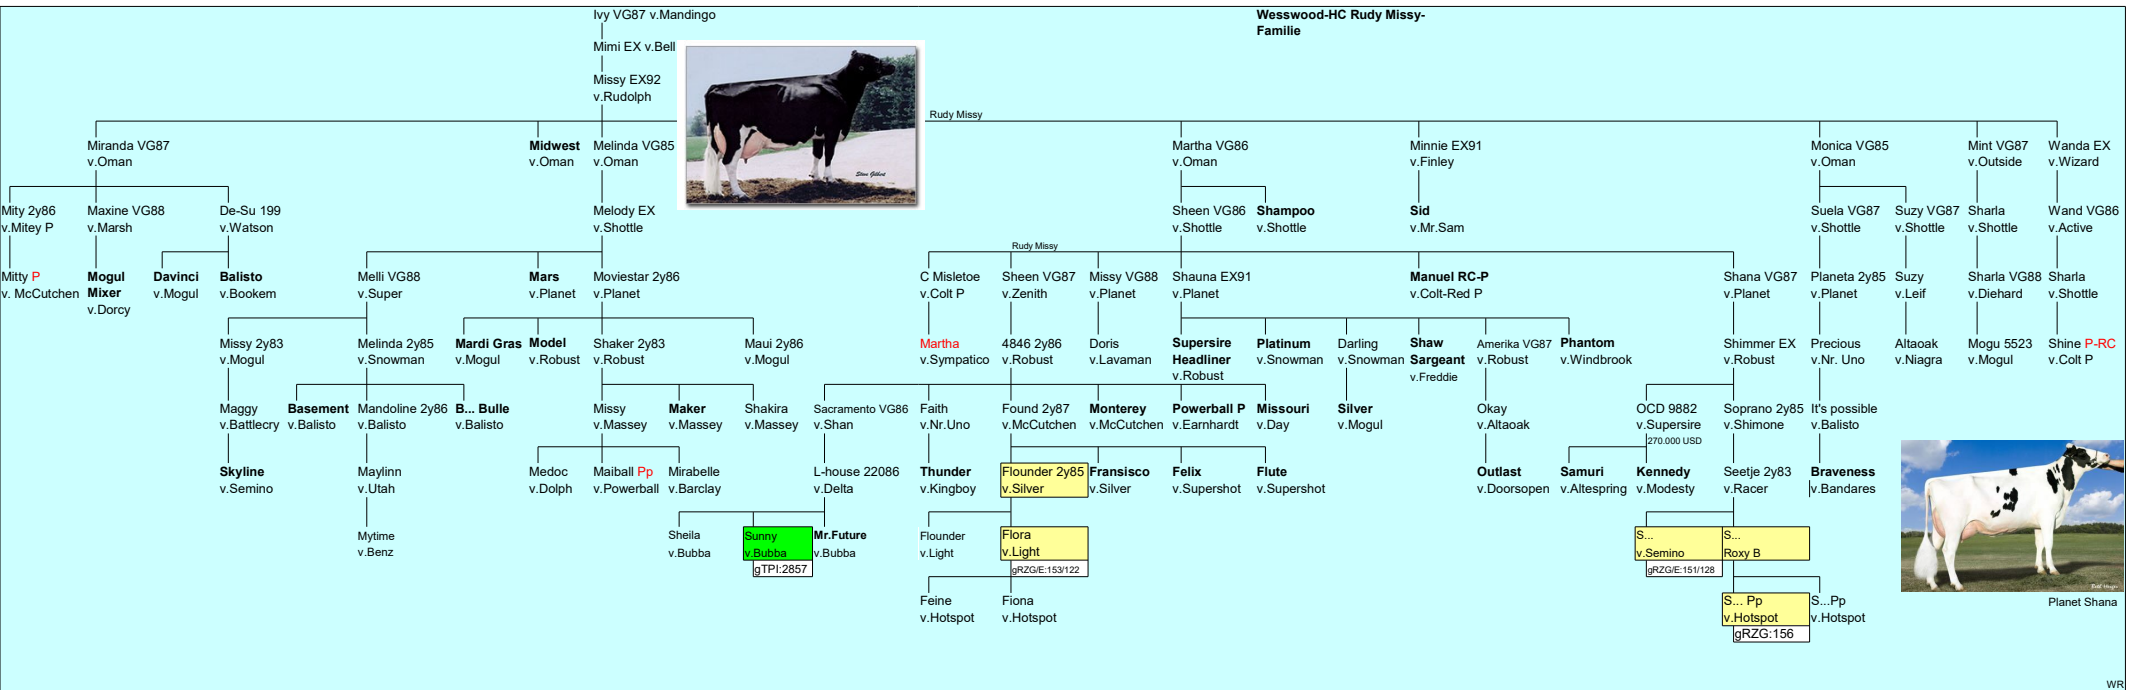 Ivy VG87 v.Mandingo
Wesswood-HC Rudy Missy-
Familie
Mimi EX v.Bell
Missy EX92
v.Rudolph
Rudy Missy
Miranda VG87
v.Oman
Midwest
v.Oman
Melinda VG85
v.Oman
Martha VG86
v.Oman
Minnie EX91
v.Finley
Monica VG85
v.Oman
Mint VG87
v.Outside
Wanda EX
v.Wizard
Mity 2y86
v.Mitey P
Maxine VG88
v.Marsh
De-Su 199
v.Watson
Melody EX
v.Shottle
Sheen VG86
v.Shottle
Shampoo
v.Shottle
Sid
v.Mr.Sam
Suela VG87
v.Shottle
Suzy VG87
v.Shottle
Sharla
v.Shottle
Wand VG86
v.Active
Rudy Missy
Mitty P
v. McCutchen
Mogul
Mixer
v.Dorcy
Davinci
v.Mogul
Balisto
v.Bookem
Melli VG88
v.Super
Mars
v.Planet
Moviestar 2y86
v.Planet
C Misletoe
v.Colt P
Sheen VG87
v.Zenith
Missy VG88
v.Planet
Shauna EX91
v.Planet
Manuel RC-P
v.Colt-Red P
Shana VG87
v.Planet
Planeta 2y85
v.Planet
Suzy
v.Leif
Sharla VG88
v.Diehard
Sharla
v.Shottle
Missy 2y83
v.Mogul
Melinda 2y85
v.Snowman
Mardi Gras
v.Mogul
Model
v.Robust
Shaker 2y83
v.Robust
Maui 2y86
v.Mogul
Martha
v.Sympatico
4846 2y86
v.Robust
Doris
v.Lavaman
Supersire
Headliner
v.Robust
Platinum
v.Snowman
Darling
v.Snowman
Shaw
Sargeant
v.Freddie
Amerika VG87
v.Robust
Phantom
v.Windbrook
Shimmer EX
v.Robust
Precious
v.Nr. Uno
Altaoak
v.Niagra
Mogu 5523
v.Mogul
Shine P-RC
v.Colt P
Maggy
v.Battlecry
Basement
v.Balisto
Mandoline 2y86
v.Balisto
B... Bulle
v.Balisto
Missy
v.Massey
Maker
v.Massey
Shakira
v.Massey
Sacramento VG86
v.Shan
Faith
v.Nr.Uno
Found 2y87
v.McCutchen
Monterey
v.McCutchen
Powerball P
v.Earnhardt
Missouri
v.Day
Silver
v.Mogul
Okay
v.Altaoak
OCD 9882
v.Supersire
270.000 USD
Soprano 2y85
v.Shimone
It's possible
v.Balisto
Skyline
v.Semino
Maylinn
v.Utah
Medoc
v.Dolph
Maiball Pp
v.Powerball
Mirabelle
v.Barclay
L-house 22086
v.Delta
Thunder
v.Kingboy
Flounder 2y85
v.Silver
Fransisco
v.Silver
Felix
v.Supershot
Flute
v.Supershot
Outlast
v.Doorsopen
Samuri
v.Altespring
Kennedy
v.Modesty
Seetje 2y83
v.Racer
Braveness
v.Bandares
Mytime
v.Benz
Sheila
v.Bubba
Sunny
v.Bubba
gTPI:2857
Mr.Future
v.Bubba
Flounder
v.Light
Flora
v.Light
gRZG/E:153/122
S...
v.Semino
gRZG/E:151/128
S...
Roxy B
Feine
v.Hotspot
Fiona
v.Hotspot
S... Pp
v.Hotspot
gRZG:156
S...Pp
v.Hotspot
Planet Shana
WR